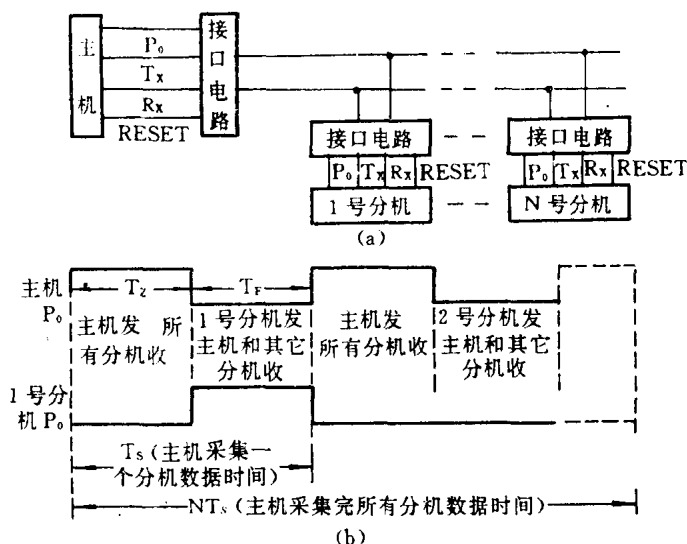 主机
P₀
Tx
Rx
RESET
接口电路
接口电路
接口电路
P₀ Tx Rx RESET
P₀ Tx Rx RESET
1号分机
N号分机
(a)
主机
P₀
T_Z
T_F
主机发 所
有分机收
1号分机发
主机和其它
分机收
主机发
所有分机收
2号分机发
主机和其它
分机收
1号分
机P₀
Ts(主机采集一
个分机数据时间)
NTs(主机采集完所有分机数据时间)
(b)